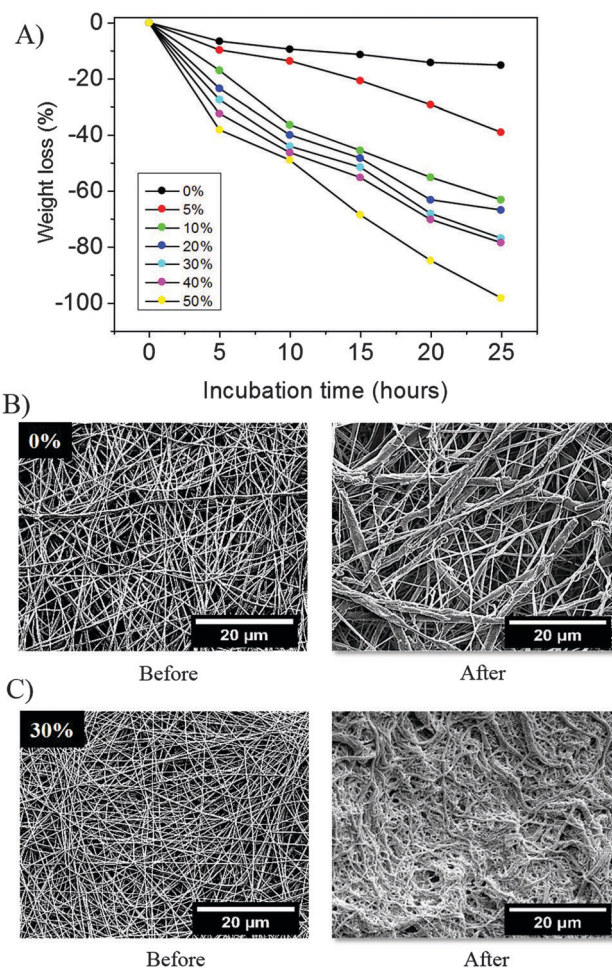 A)
0
-20
-40
-60
-80
-100
Weight loss (%)
0%
5%
10%
20%
30%
40%
50%
0 5 10 15 20 25
Incubation time (hours)
B)
0%
20 µm
20 µm
Before After
C)
30%
20 µm
20 µm
Before After